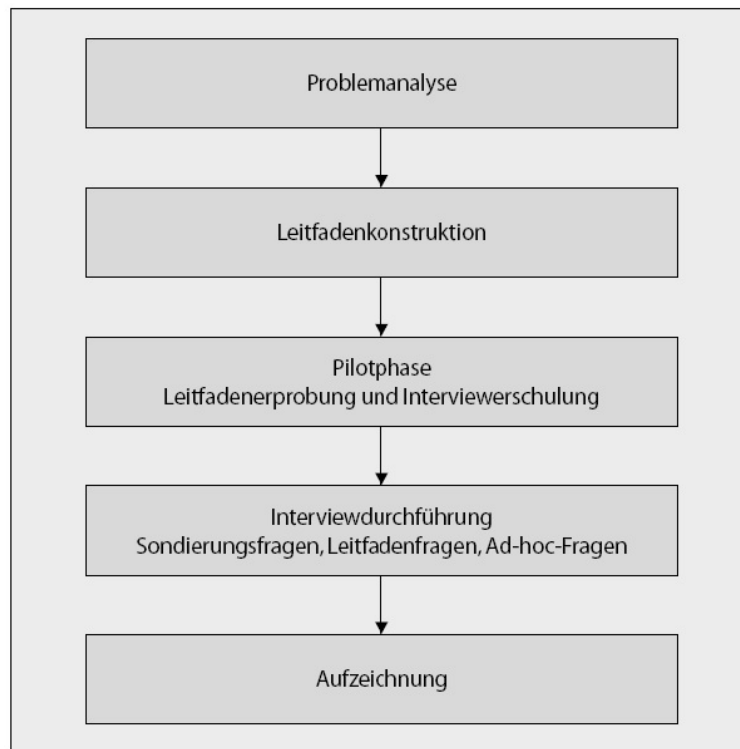 Problemanalyse
Leitfadenkonstruktion
Pilotphase
Leitfadenerprobung und Interviewerschulung
Interviewdurchführung
Sondierungsfragen, Leitfadenfragen, Ad-hoc-Fragen
Aufzeichnung